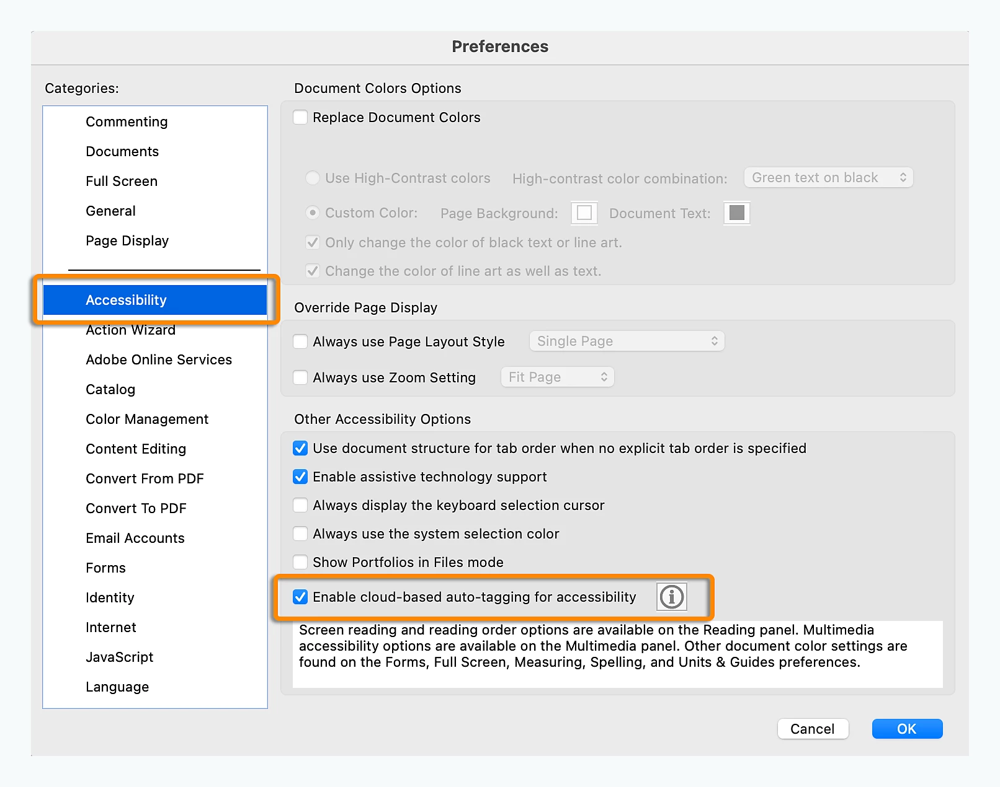 Preferences
Categories:
Commenting
Documents
Full Screen
General
Page Display
Accessibility
Action Wizard
Adobe Online Services
Catalog
Color Management
Content Editing
Convert From PDF
Convert To PDF
Email Accounts
Forms
Identity
Internet
JavaScript
Language
Document Colors Options
Replace Document Colors
Use High-Contrast colors High-contrast color combination: Green text on black
Custom Color: Page Background: Document Text:
Only change the color of black text or line art.
Change the color of line art as well as text.
Override Page Display
Always use Page Layout Style Single Page
Always use Zoom Setting Fit Page
Other Accessibility Options
Use document structure for tab order when no explicit tab order is specified
Enable assistive technology support
Always display the keyboard selection cursor
Always use the system selection color
Show Portfolios in Files mode
Enable cloud-based auto-tagging for accessibility
Screen reading and reading order options are available on the Reading panel. Multimedia
accessibility options are available on the Multimedia panel. Other document color settings are
found on the Forms, Full Screen, Measuring, Spelling, and Units & Guides preferences.
Cancel OK